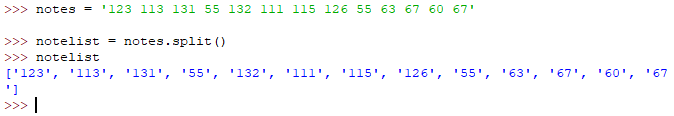 >>> notes = '123 113 131 55 132 111 115 126 55 63 67 60 67'
>>> notelist = notes.split()
>>> notelist
['123', '113', '131', '55', '132', '111', '115', '126', '55', '63', '67', '60', '67
']
>>>